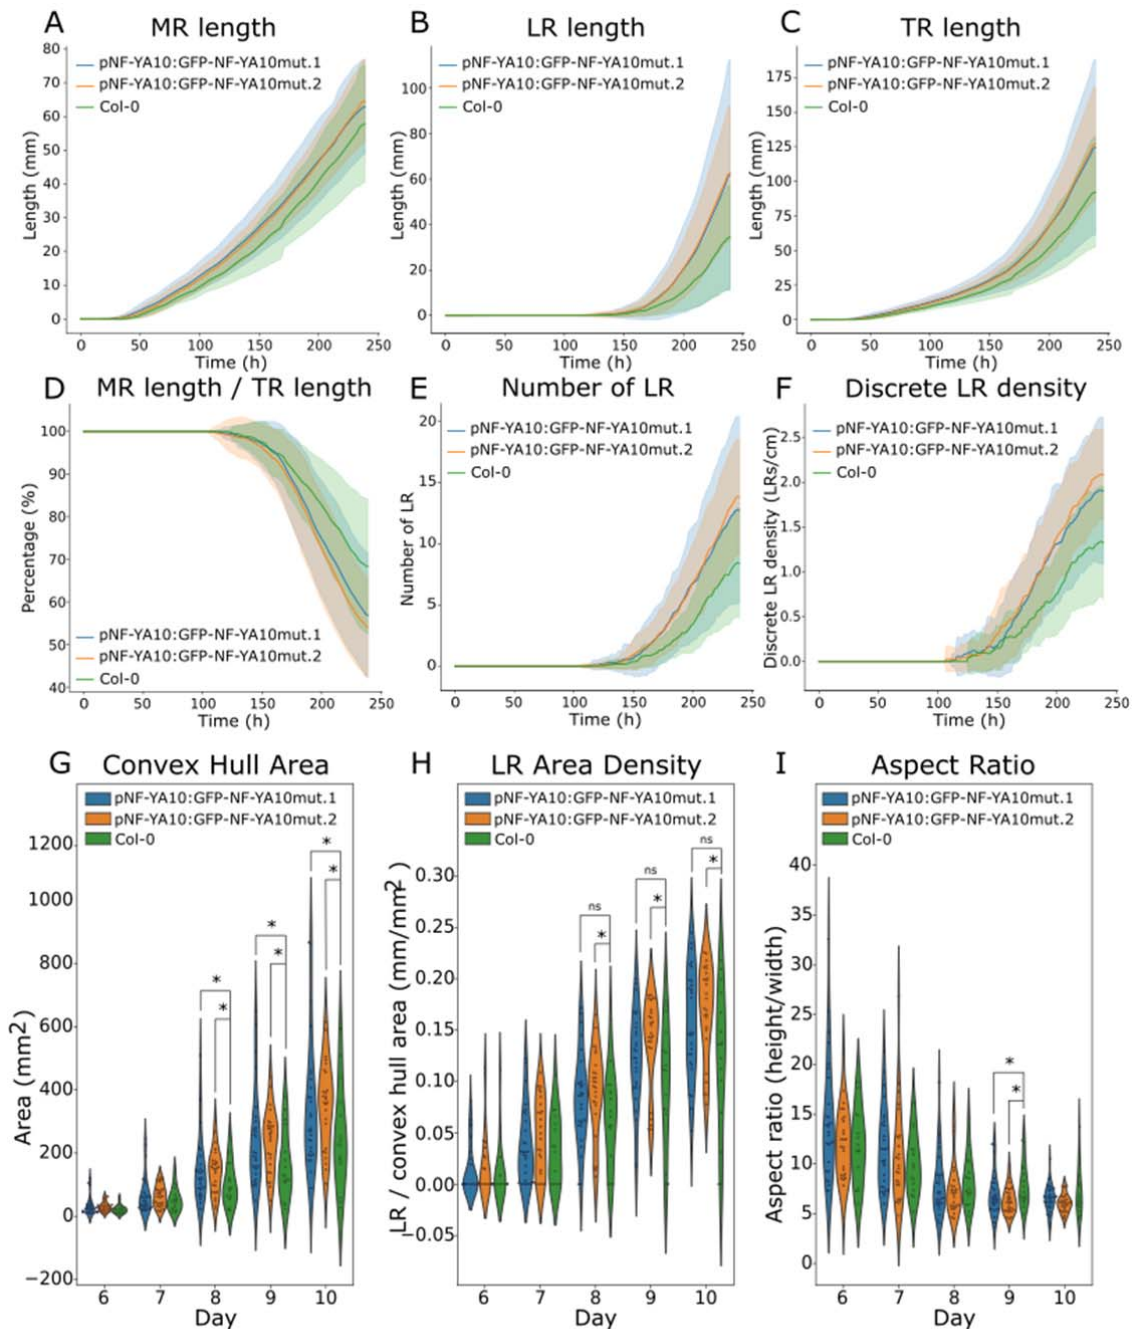 A MR length
80
70
60
50
40
30
20
10
0
Length (mm)
pNF-YA10:GFP-NF-YA10mut.1
pNF-YA10:GFP-NF-YA10mut.2
Col-0
0 50 100 150 200 250
Time (h)
B LR length
100
80
60
40
20
0
Length (mm)
pNF-YA10:GFP-NF-YA10mut.1
pNF-YA10:GFP-NF-YA10mut.2
Col-0
0 50 100 150 200 250
Time (h)
C TR length
175
150
125
100
75
50
25
0
Length (mm)
pNF-YA10:GFP-NF-YA10mut.1
pNF-YA10:GFP-NF-YA10mut.2
Col-0
0 50 100 150 200 250
Time (h)
D MR length / TR length
100
90
80
70
60
50
40
Percentage (%)
pNF-YA10:GFP-NF-YA10mut.1
pNF-YA10:GFP-NF-YA10mut.2
Col-0
0 50 100 150 200 250
Time (h)
E Number of LR
20
15
10
5
0
Number of LR
pNF-YA10:GFP-NF-YA10mut.1
pNF-YA10:GFP-NF-YA10mut.2
Col-0
0 50 100 150 200 250
Time (h)
F Discrete LR density
2.5
2.0
1.5
1.0
0.5
0.0
Discrete LR density (LRs/cm)
pNF-YA10:GFP-NF-YA10mut.1
pNF-YA10:GFP-NF-YA10mut.2
Col-0
0 50 100 150 200 250
Time (h)
G Convex Hull Area
pNF-YA10:GFP-NF-YA10mut.1
pNF-YA10:GFP-NF-YA10mut.2
Col-0
1200
1000
800
600
400
200
0
−200
Area (mm2)
* * * * * *
6 7 8 9 10
Day
H LR Area Density
pNF-YA10:GFP-NF-YA10mut.1
pNF-YA10:GFP-NF-YA10mut.2
Col-0
0.30
0.25
0.20
0.15
0.10
0.05
0.00
−0.05
LR / convex hull area (mm/mm2)
ns * ns * ns *
6 7 8 9 10
Day
I Aspect Ratio
pNF-YA10:GFP-NF-YA10mut.1
pNF-YA10:GFP-NF-YA10mut.2
Col-0
40
35
30
25
20
15
10
5
0
Aspect ratio (height/width)
* *
6 7 8 9 10
Day